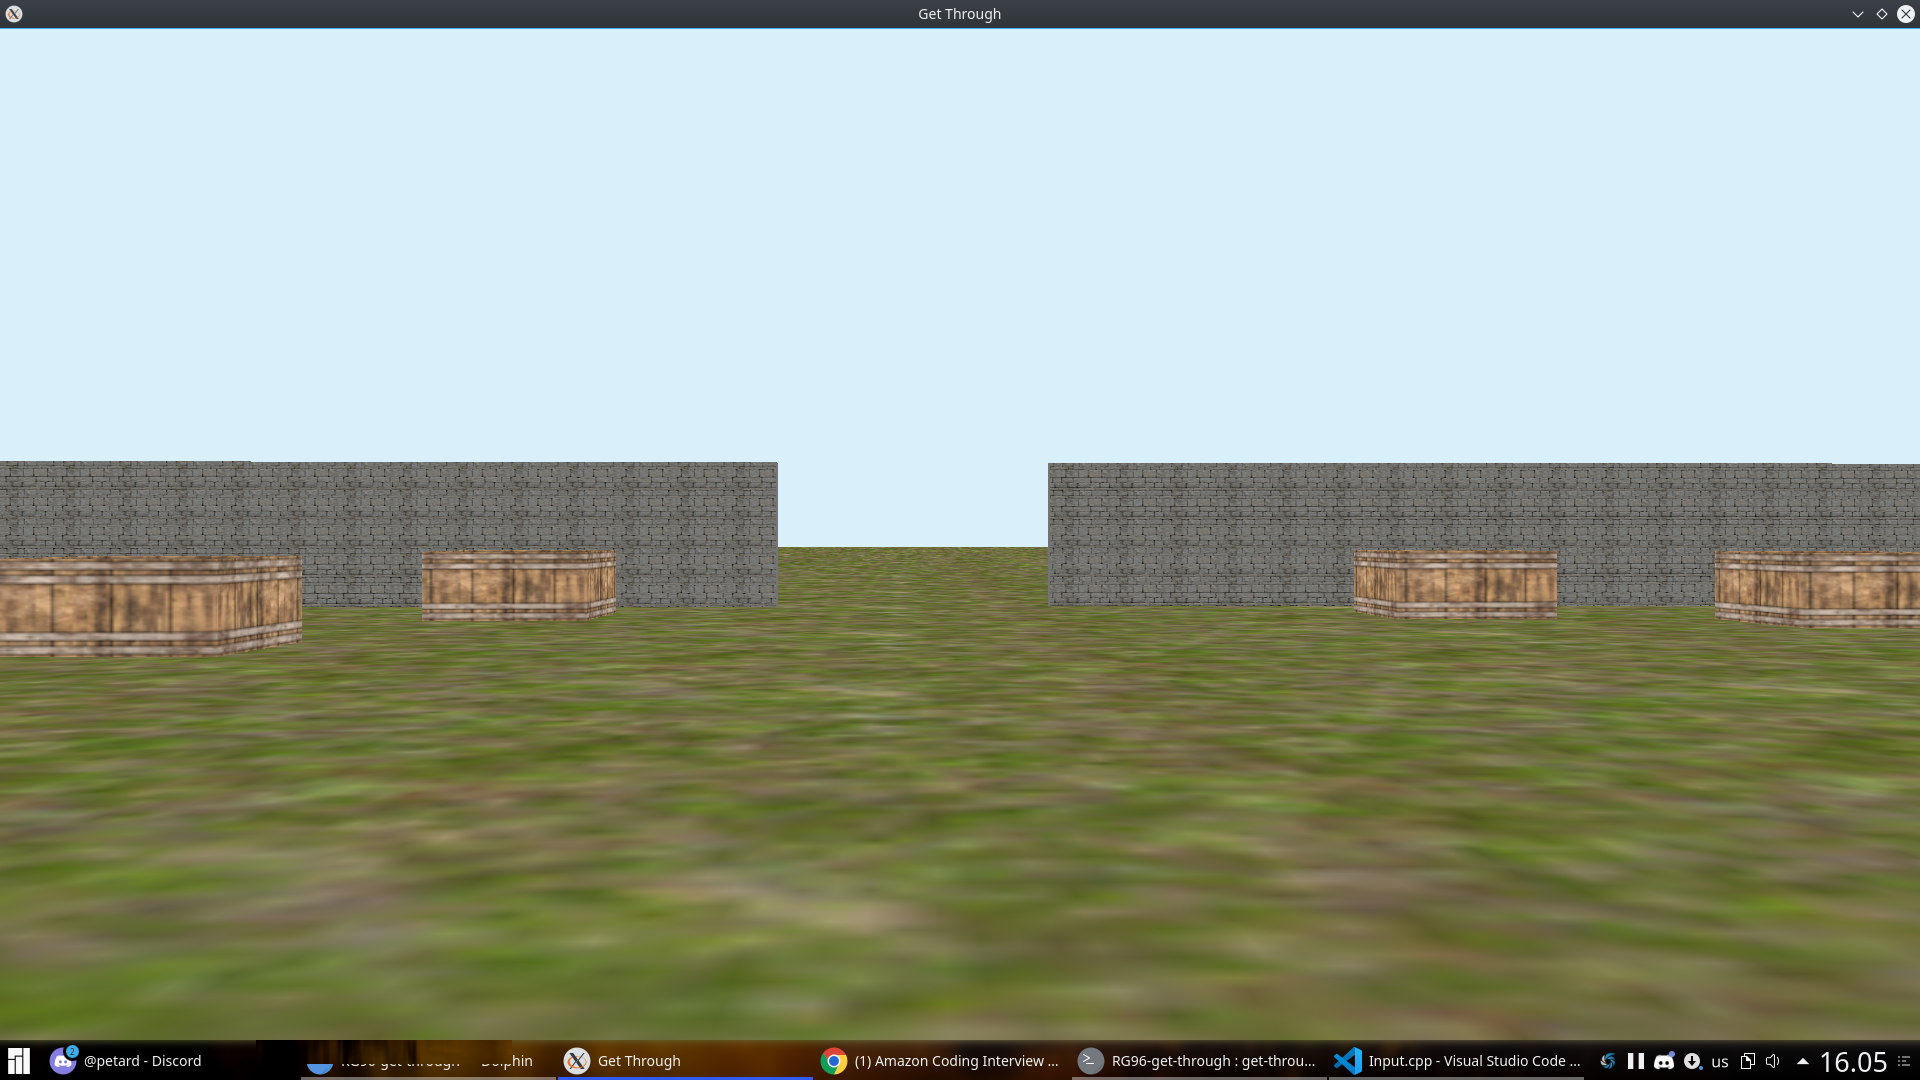 Get Through
@petard - Discord
2
Get Through
(1) Amazon Coding Interview ...
RG96-get-through : get-throu...
Input.cpp - Visual Studio Code ...
us
16.05